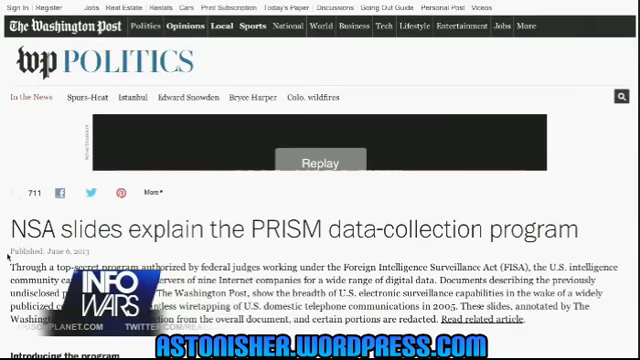 Sign In | Register Jobs Real Estate Rentals Cars Print Subscription Today's Paper Discussions Going Out Guide Personal Post Videos
The Washington Post Politics Opinions Local Sports National World Business Tech Lifestyle Entertainment Jobs More
wp POLITICS
In the News Spurs-Heat Istanbul Edward Snowden Bryce Harper Colo. wildfires
Advertisement
Replay
711 More
NSA slides explain the PRISM data-collection program
Published: June 6, 2013
Through a top-secret program authorized by federal judges working under the Foreign Intelligence Surveillance Act (FISA), the U.S. intelligence
community servers of nine Internet companies for a wide range of digital data. Documents describing the previously
undisclosed The Washington Post, show the breadth of U.S. electronic surveillance capabilities in the wake of a widely
publicized wiretapping of U.S. domestic telephone communications in 2005. These slides, annotated by The
from the overall document, and certain portions are redacted. Read related article.
INFO
WARS
PRISONPLANET.COM TWITTER.COM/REAL
Introducing the program
ASTONISHER.WORDPRESS.COM